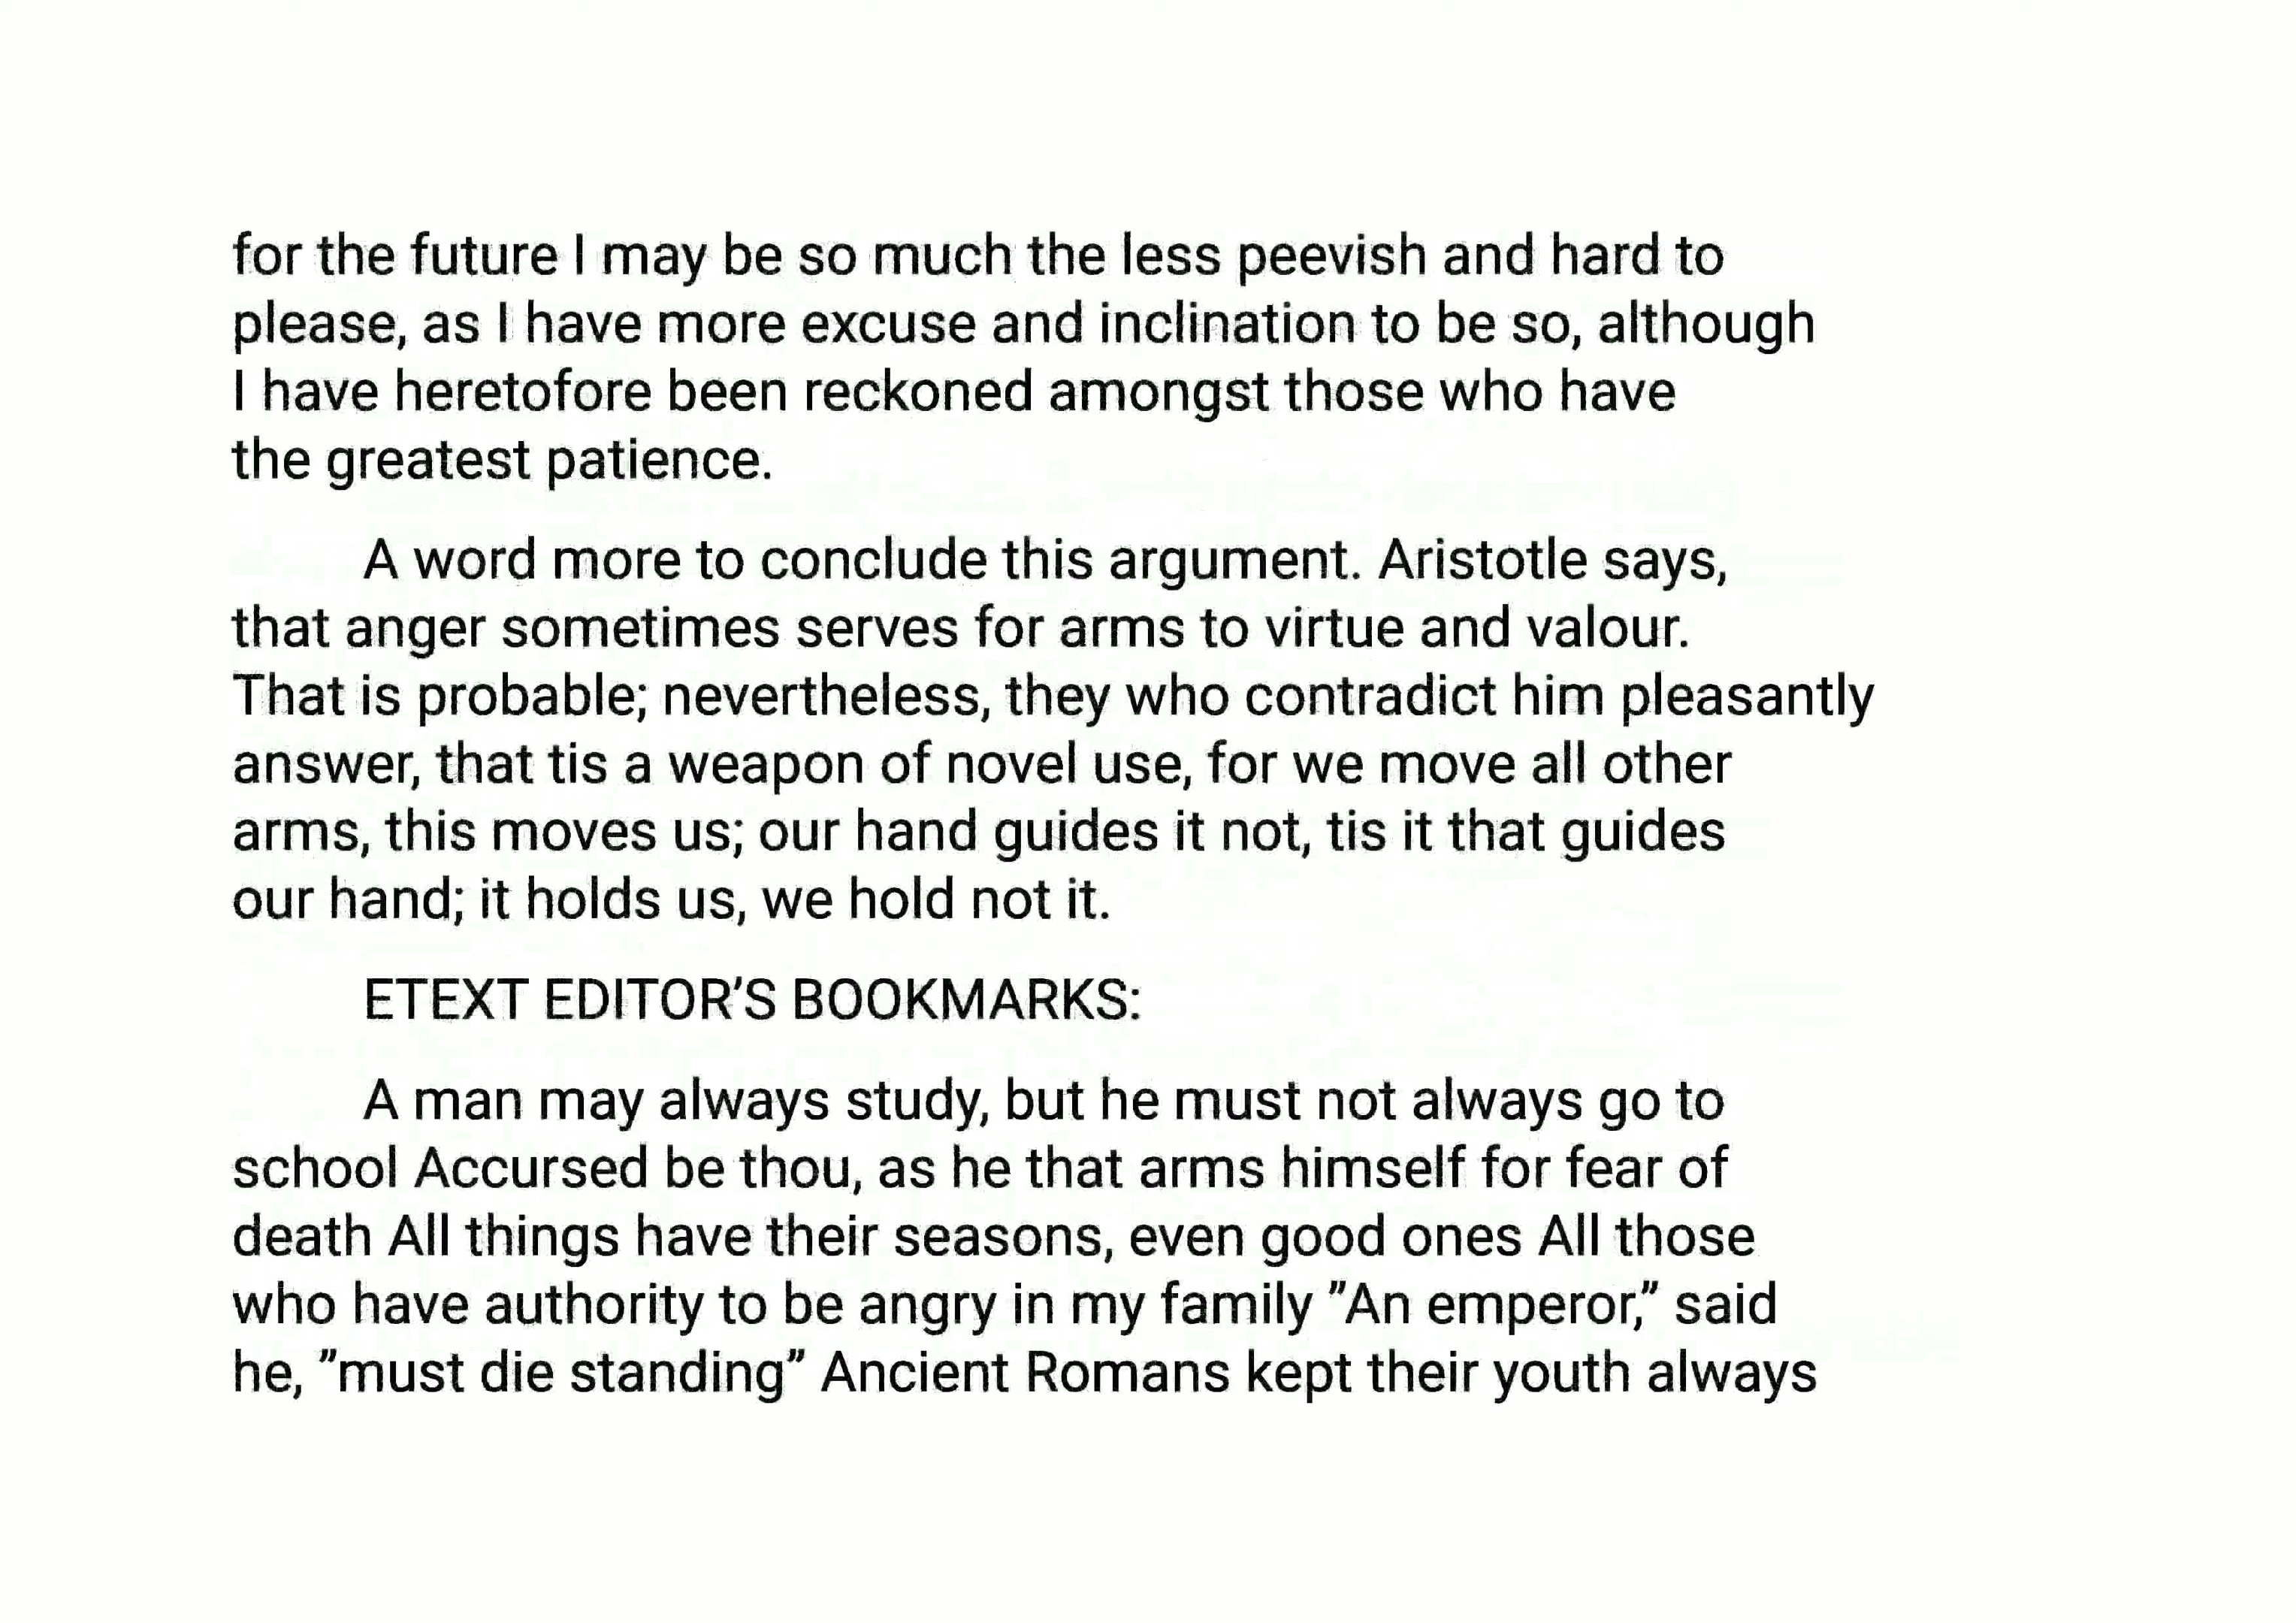 for the future I may be so much the less peevish and hard to
please, as I have more excuse and inclination to be so, although
I have heretofore been reckoned amongst those who have
the greatest patience.
A word more to conclude this argument. Aristotle says,
that anger sometimes serves for arms to virtue and valour.
That is probable; nevertheless, they who contradict him pleasantly
answer, that tis a weapon of novel use, for we move all other
arms, this moves us; our hand guides it not, tis it that guides
our hand; it holds us, we hold not it.
ETEXT EDITOR’S BOOKMARKS:
A man may always study, but he must not always go to
school Accursed be thou, as he that arms himself for fear of
death All things have their seasons, even good ones All those
who have authority to be angry in my family ”An emperor,” said
he, ”must die standing” Ancient Romans kept their youth always